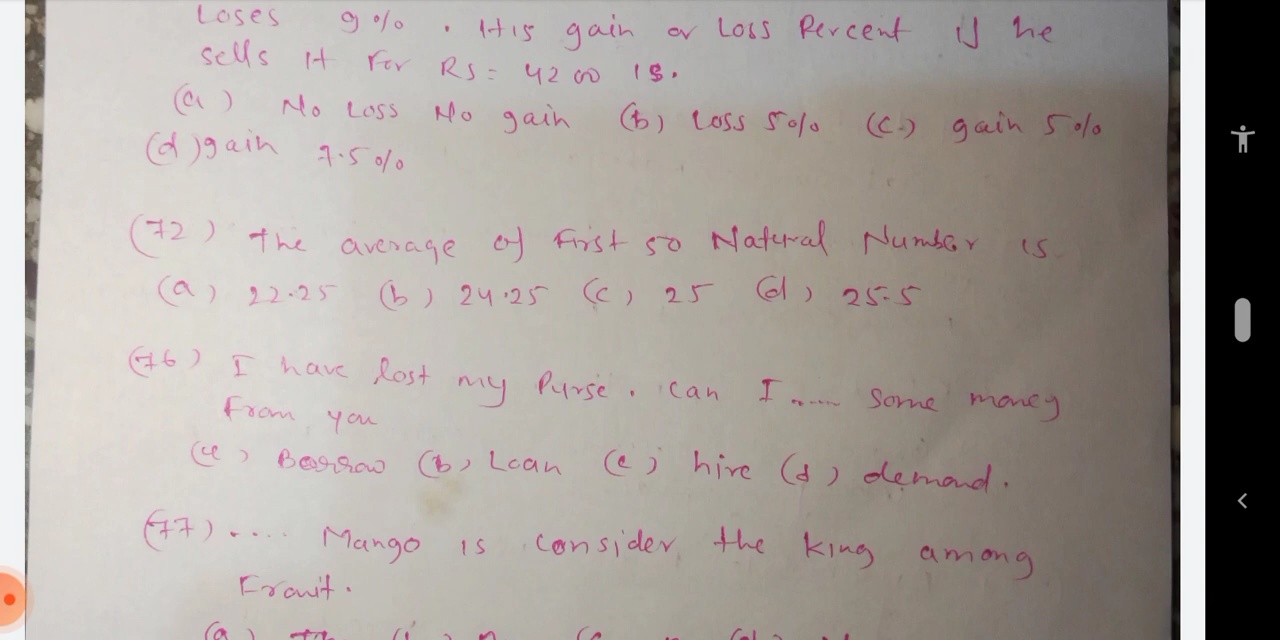 Loses 9% . His gain or Loss Percent if he
sells it For RS = 4200 is.
(a) No Loss No gain (b) Loss 5% (c) gain 5%
(d) gain 7.5%
(72) The average of First 50 Natural Number is
(a) 22.25 (b) 24.25 (c) 25 (d) 25.5
(76) I have lost my Purse. Can I .... Some money
From you
(a) Borrow (b) Loan (c) hire (d) demand.
(77) .... Mango is consider the king among
Fruit.